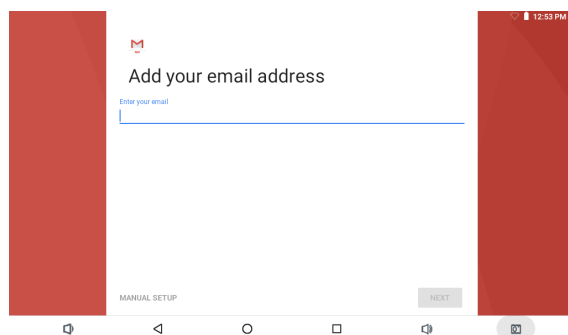 12:53 PM
Add your email address
Enter your email
MANUAL SETUP
NEXT